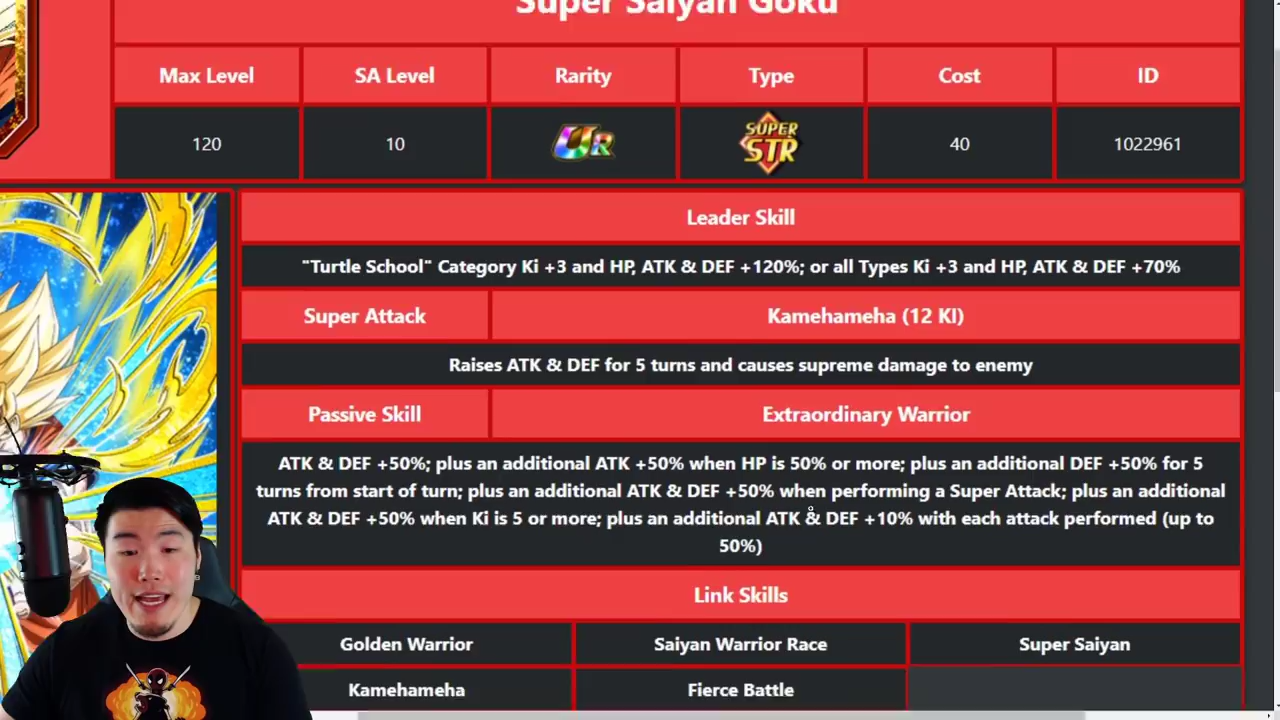 Super Saiyan Goku
Max Level
SA Level
Rarity
Type
Cost
ID
120
10
UR
SUPER
STR
40
1022961
Leader Skill
"Turtle School" Category Ki +3 and HP, ATK & DEF +120%; or all Types Ki +3 and HP, ATK & DEF +70%
Super Attack
Kamehameha (12 KI)
Raises ATK & DEF for 5 turns and causes supreme damage to enemy
Passive Skill
Extraordinary Warrior
ATK & DEF +50%; plus an additional ATK +50% when HP is 50% or more; plus an additional DEF +50% for 5
turns from start of turn; plus an additional ATK & DEF +50% when performing a Super Attack; plus an additional
ATK & DEF +50% when Ki is 5 or more; plus an additional ATK & DEF +10% with each attack performed (up to
50%)
Link Skills
Golden Warrior
Saiyan Warrior Race
Super Saiyan
Kamehameha
Fierce Battle